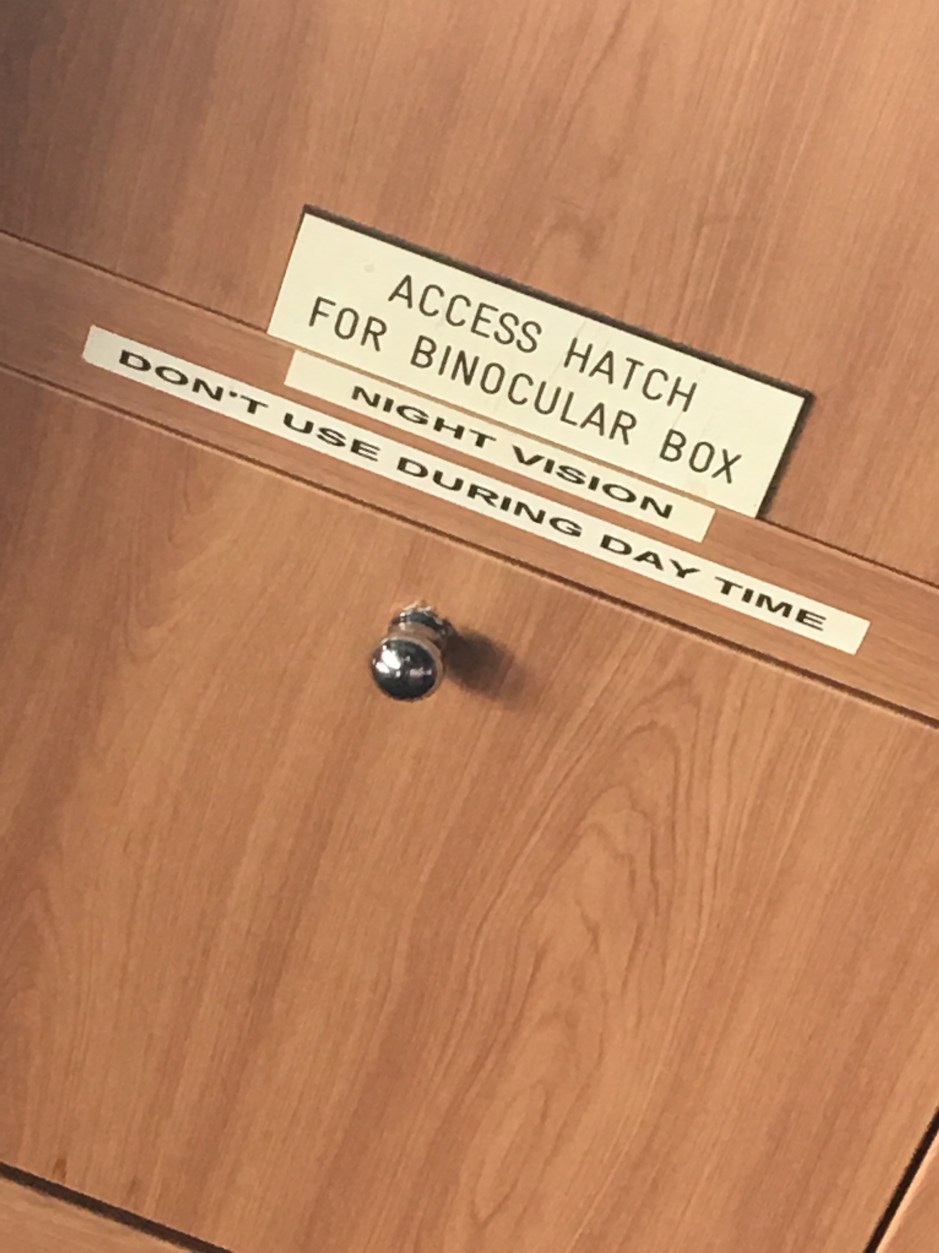 ACCESS HATCH
FOR BINOCULAR BOX
NIGHT VISION
DON'T USE DURING DAY TIME